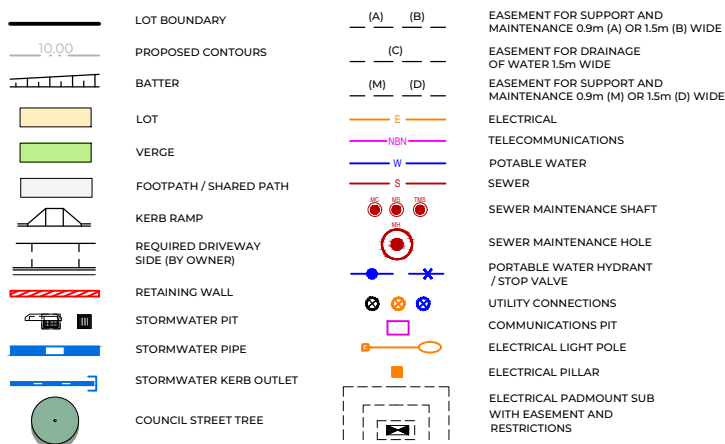 LOT BOUNDARY
10.00
PROPOSED CONTOURS
BATTER
LOT
VERGE
FOOTPATH / SHARED PATH
KERB RAMP
REQUIRED DRIVEWAY
SIDE (BY OWNER)
RETAINING WALL
STORMWATER PIT
STORMWATER PIPE
STORMWATER KERB OUTLET
COUNCIL STREET TREE
(A) (B)
EASEMENT FOR SUPPORT AND
MAINTENANCE 0.9m (A) OR 1.5m (B) WIDE
(C)
EASEMENT FOR DRAINAGE
OF WATER 1.5m WIDE
(M) (D)
EASEMENT FOR SUPPORT AND
MAINTENANCE 0.9m (M) OR 1.5m (D) WIDE
E
ELECTRICAL
NBN
TELECOMMUNICATIONS
W
POTABLE WATER
S
SEWER
MC MS TMS
SEWER MAINTENANCE SHAFT
MH
SEWER MAINTENANCE HOLE
PORTABLE WATER HYDRANT
/ STOP VALVE
UTILITY CONNECTIONS
COMMUNICATIONS PIT
ELECTRICAL LIGHT POLE
ELECTRICAL PILLAR
ELECTRICAL PADMOUNT SUB
WITH EASEMENT AND
RESTRICTIONS